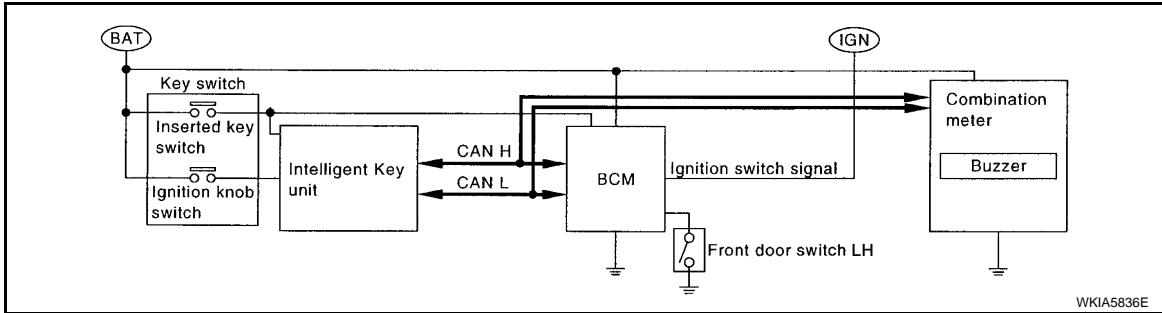 BAT
IGN
Key switch
Inserted key
switch
Ignition knob
switch
Intelligent Key
unit
CAN H
CAN L
BCM
Ignition switch signal
Front door switch LH
Combination
meter
Buzzer
WKIA5836E